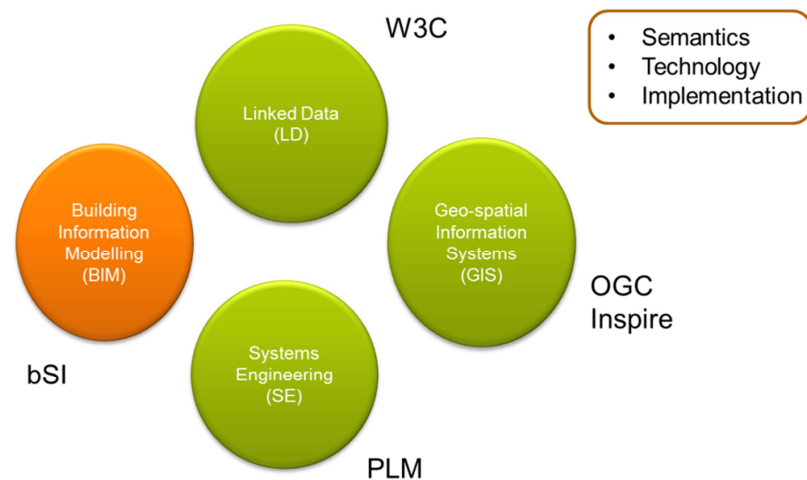 W3C
• Semantics
• Technology
• Implementation
Linked Data
(LD)
Building
Information
Modelling
(BIM)
Geo-spatial
Information
Systems
(GIS)
OGC
Inspire
Systems
Engineering
(SE)
bSI
PLM